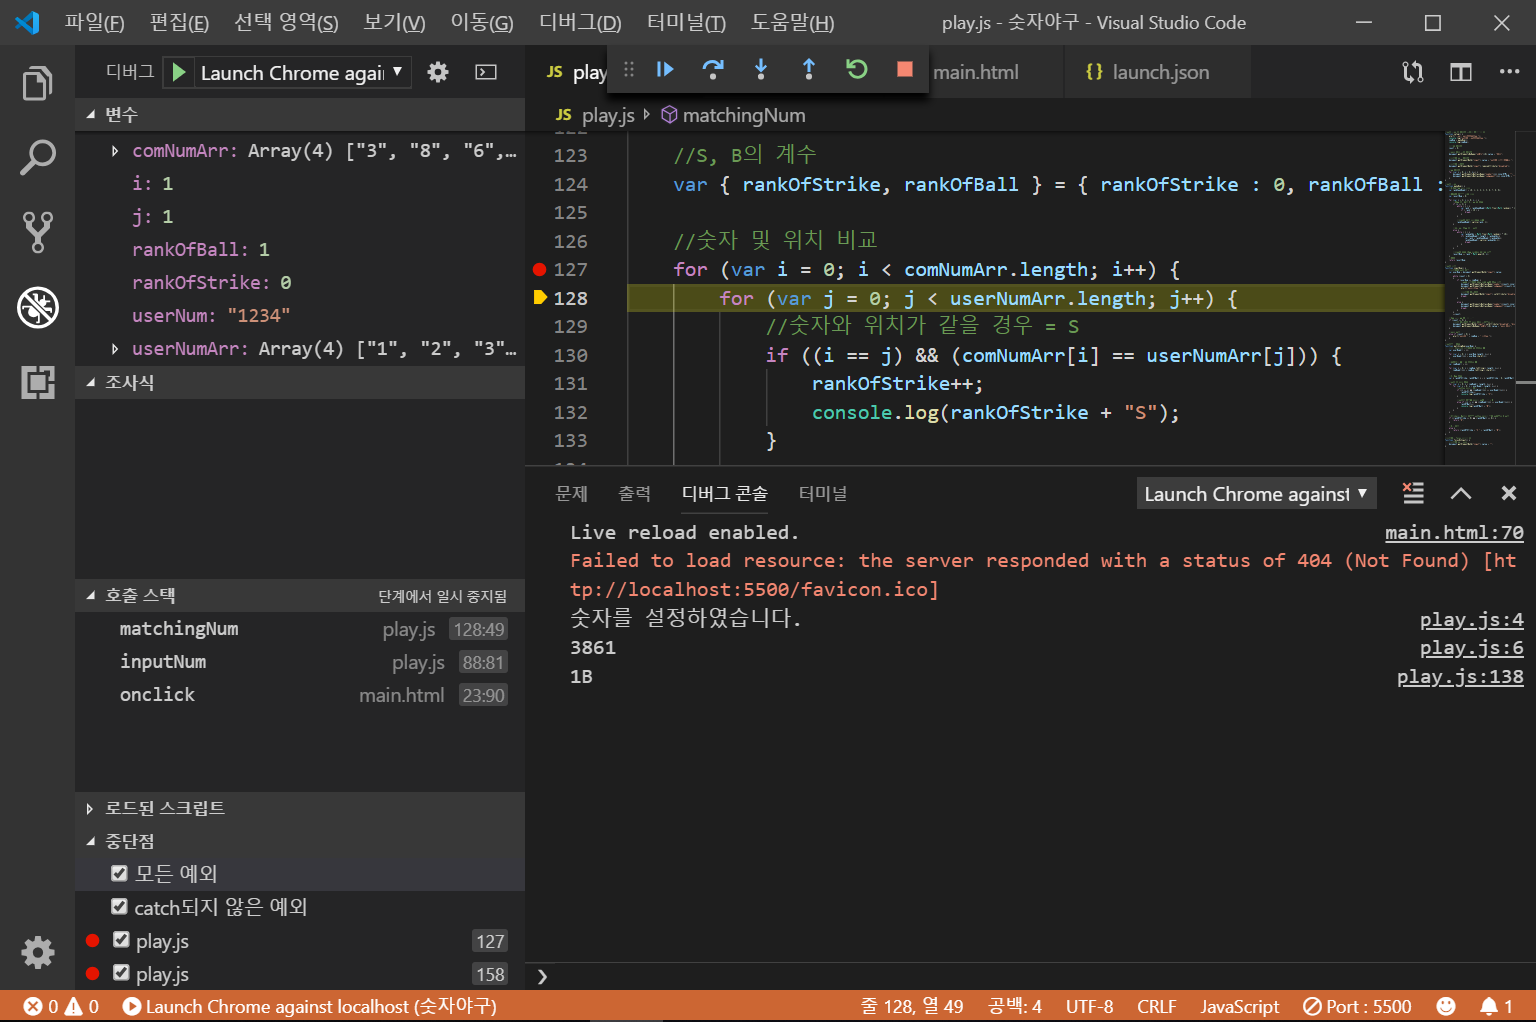 파일(F) 편집(E) 선택 영역(S) 보기(V) 이동(G) 디버그(D) 터미널(T) 도움말(H) play.js - 숫자야구 - Visual Studio Code
디버그 Launch Chrome agai
JS play main.html {} launch.json
변수
comNumArr: Array(4) ["3", "8", "6",…
i: 1
j: 1
rankOfBall: 1
rankOfStrike: 0
userNum: "1234"
userNumArr: Array(4) ["1", "2", "3"…
조사식
호출 스택 단계에서 일시 중지됨
matchingNum play.js 128:49
inputNum play.js 88:81
onclick main.html 23:90
로드된 스크립트
중단점
모든 예외
catch되지 않은 예외
play.js 127
play.js 158
JS play.js matchingNum
123 //S, B의 계수
124 var { rankOfStrike, rankOfBall } = { rankOfStrike : 0, rankOfBall :
125
126 //숫자 및 위치 비교
127 for (var i = 0; i < comNumArr.length; i++) {
128 for (var j = 0; j < userNumArr.length; j++) {
129 //숫자와 위치가 같을 경우 = S
130 if ((i == j) && (comNumArr[i] == userNumArr[j])) {
131 rankOfStrike++;
132 console.log(rankOfStrike + "S");
133 }
문제 출력 디버그 콘솔 터미널 Launch Chrome against
Live reload enabled. main.html:70
Failed to load resource: the server responded with a status of 404 (Not Found) [ht
tp://localhost:5500/favicon.ico]
숫자를 설정하였습니다. play.js:4
3861 play.js:6
1B play.js:138
0 0 Launch Chrome against localhost (숫자야구) 줄 128, 열 49 공백: 4 UTF-8 CRLF JavaScript Port : 5500 1